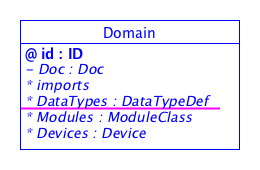 Domain
@ id : ID
- Doc : Doc
* imports
* DataTypes : DataTypeDef
* Modules : ModuleClass
* Devices : Device